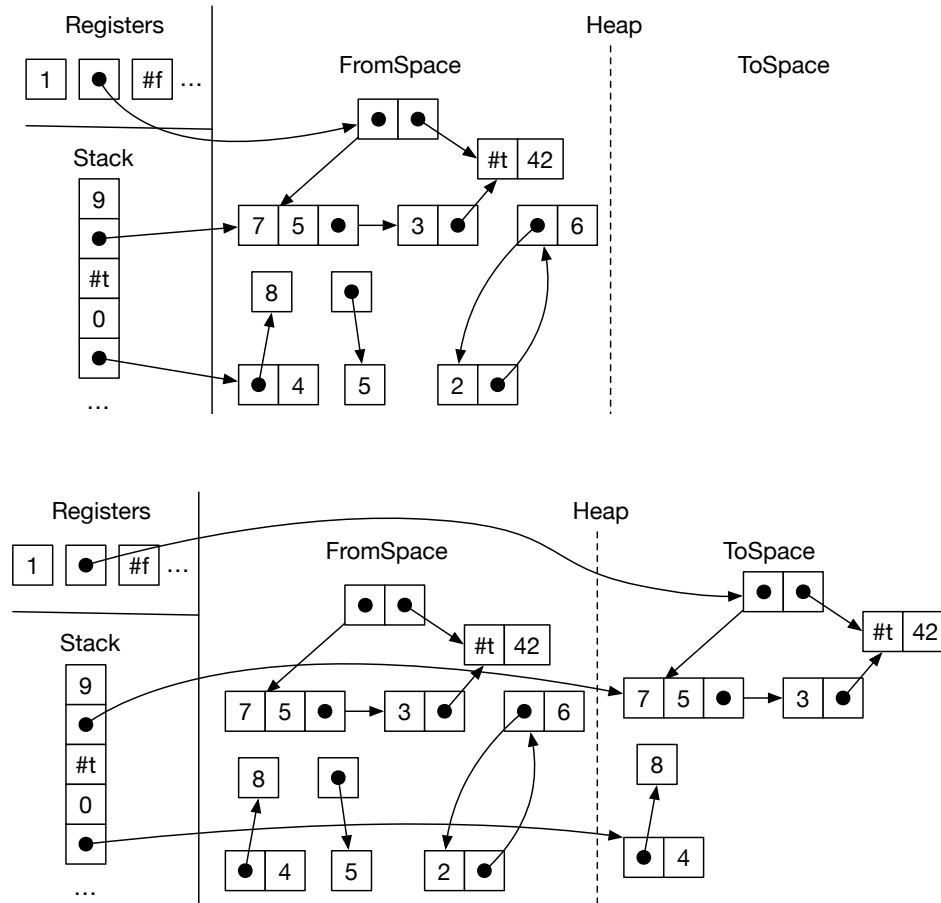 Registers
Heap
FromSpace
ToSpace
1 #f ...
#t 42
Stack
9
7 5 3 6
#t
8
0
4 5 2
...
Registers
Heap
FromSpace
ToSpace
1 #f ...
#t 42 #t 42
Stack
9
7 5 3 6 7 5 3
#t
8 8
0
4 5 2 4
...